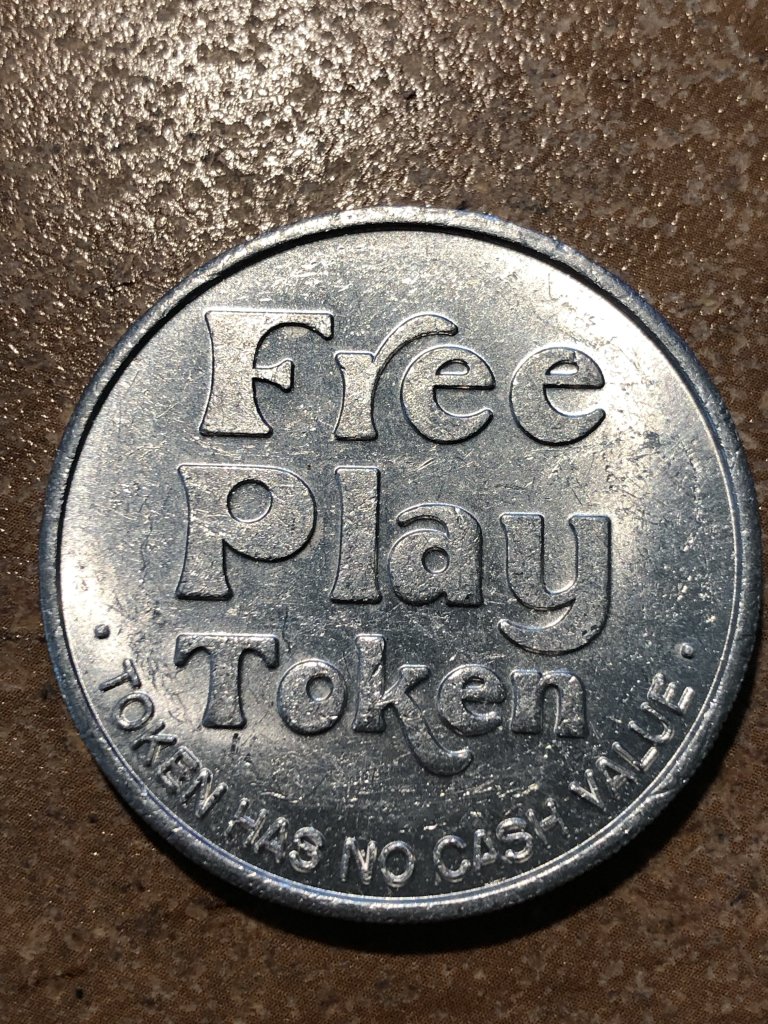 Free
Play
Token
• TOKEN HAS NO CASH VALUE •